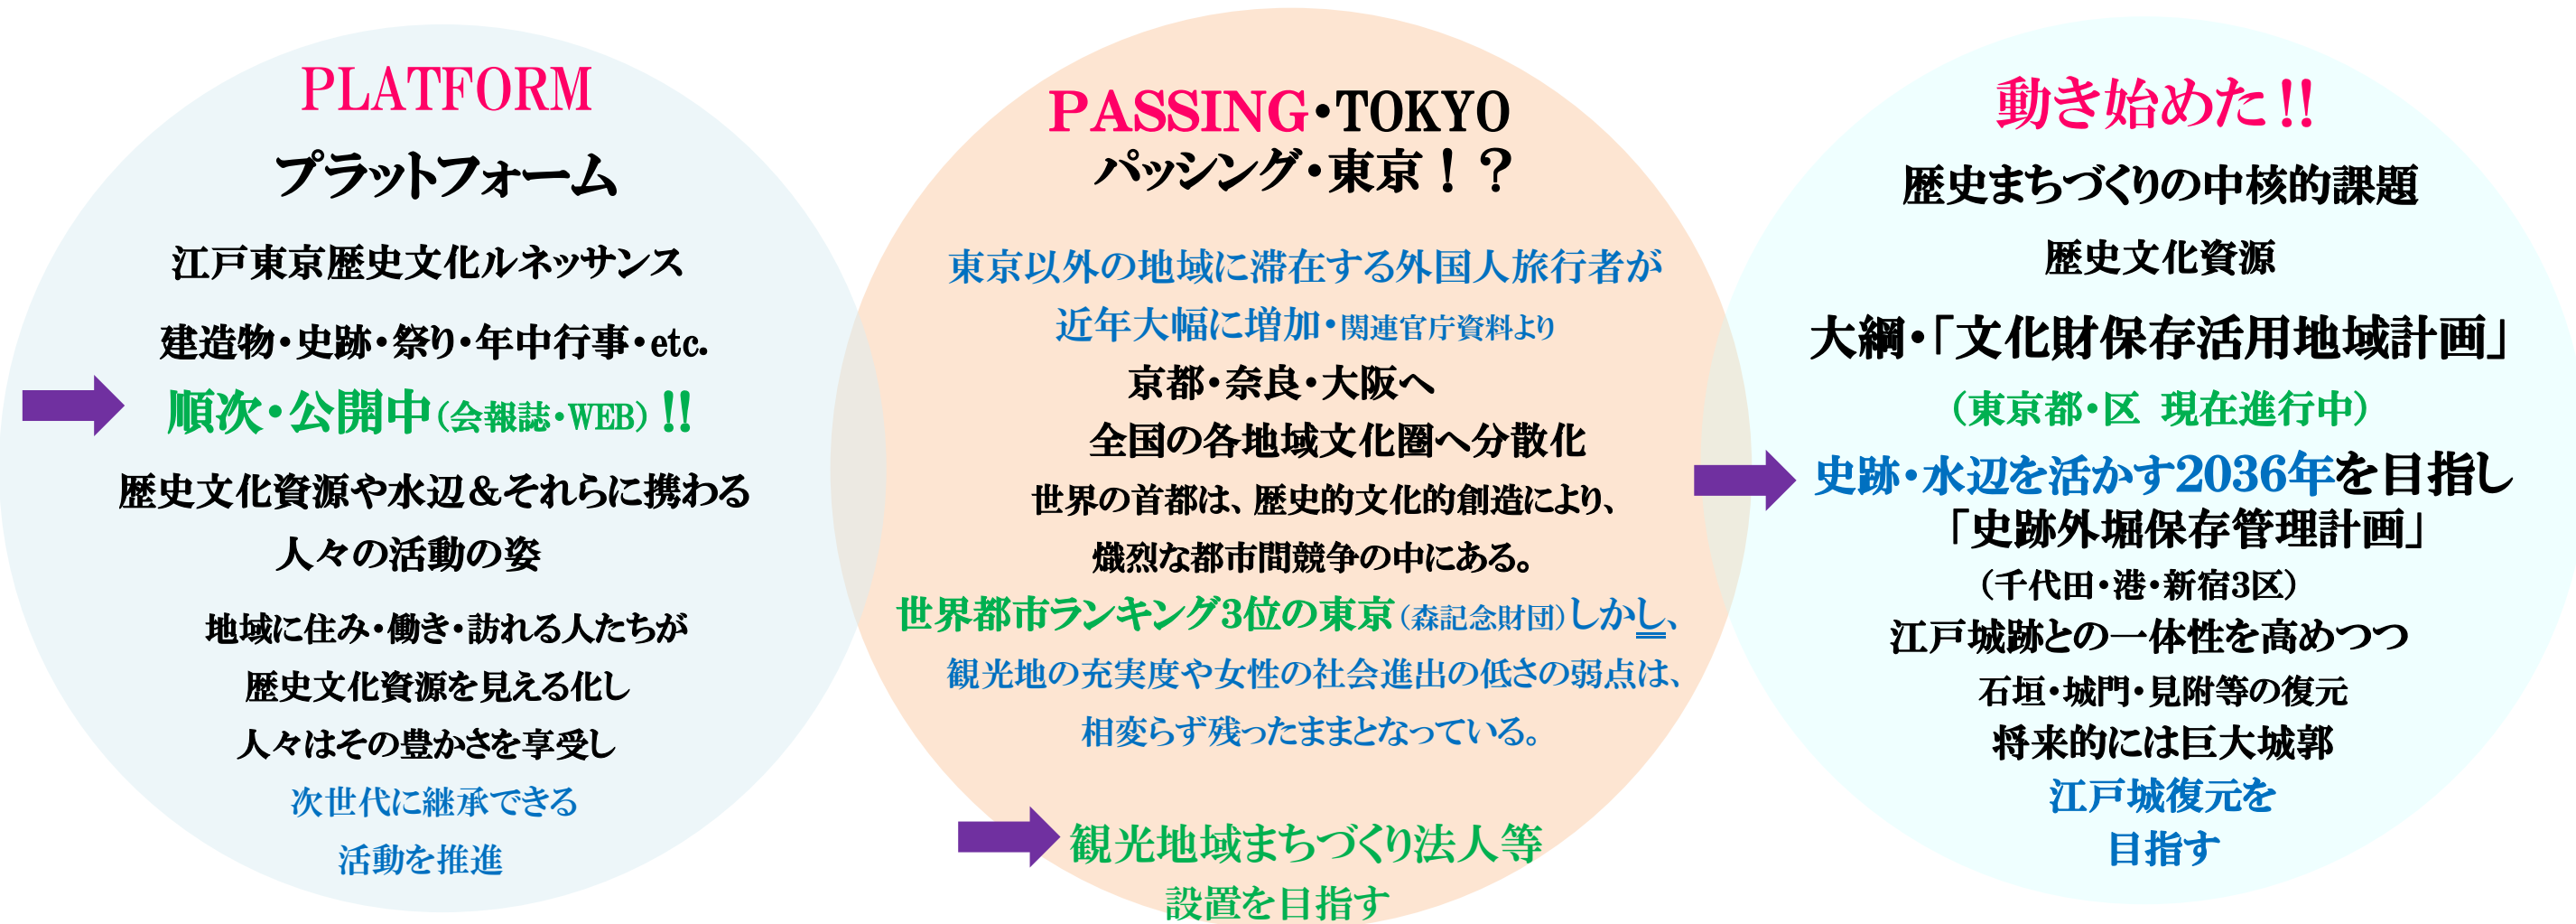 PLATFORM
プラットフォーム
江戸東京歴史文化ルネッサンス
建造物・史跡・祭り・年中行事・etc.
順次・公開中（会報誌・WEB）!!
歴史文化資源や水辺＆それらに携わる
人々の活動の姿
地域に住み・働き・訪れる人たちが
歴史文化資源を見える化し
人々はその豊かさを享受し
次世代に継承できる
活動を推進
PASSING・TOKYO
パッシング・東京！？
東京以外の地域に滞在する外国人旅行者が
近年大幅に増加・関連官庁資料より
京都・奈良・大阪へ
全国の各地域文化圏へ分散化
世界の首都は、歴史的文化的創造により、
熾烈な都市間競争の中にある。
世界都市ランキング3位の東京（森記念財団）しかし、
観光地の充実度や女性の社会進出の低さの弱点は、
相変らず残ったままとなっている。
観光地域まちづくり法人等
設置を目指す
動き始めた!!
歴史まちづくりの中核的課題
歴史文化資源
大綱・「文化財保存活用地域計画」
（東京都・区 現在進行中）
史跡・水辺を活かす2036年を目指し
「史跡外堀保存管理計画」
（千代田・港・新宿3区）
江戸城跡との一体性を高めつつ
石垣・城門・見附等の復元
将来的には巨大城郭
江戸城復元を
目指す